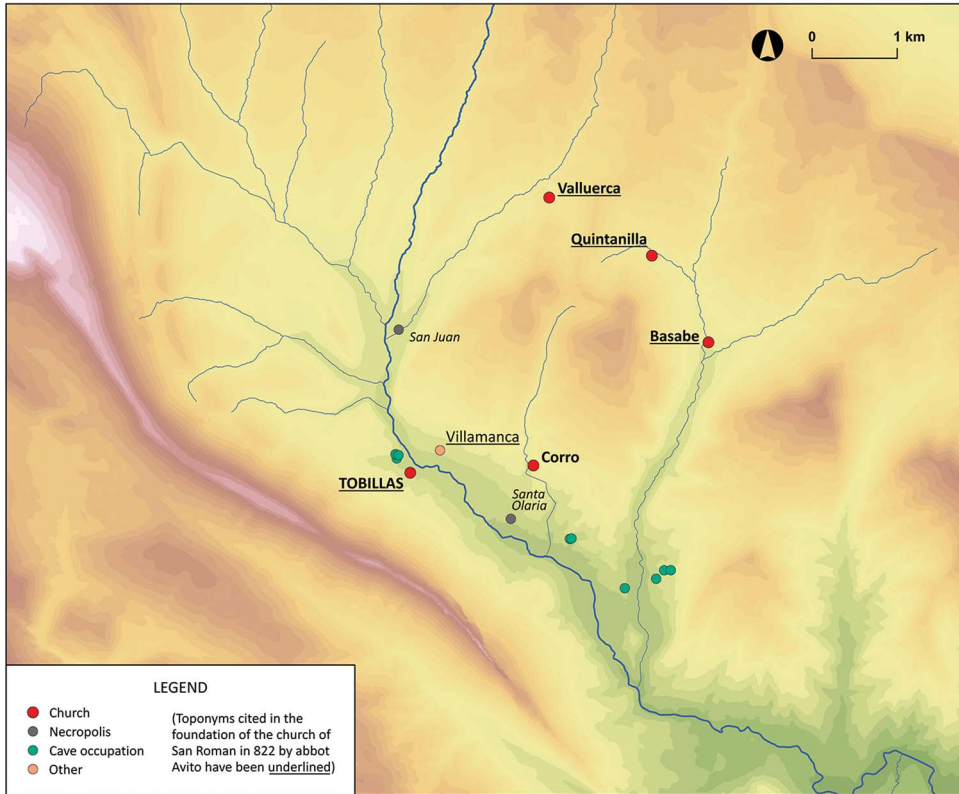 0 1 km
Valluerca
Quintanilla
San Juan
Basabe
Villamanca
Corro
TOBILLAS
Santa
Olaria
LEGEND
Church
Necropolis
Cave occupation
Other
(Toponyms cited in the
foundation of the church of
San Roman in 822 by abbot
Avito have been underlined)